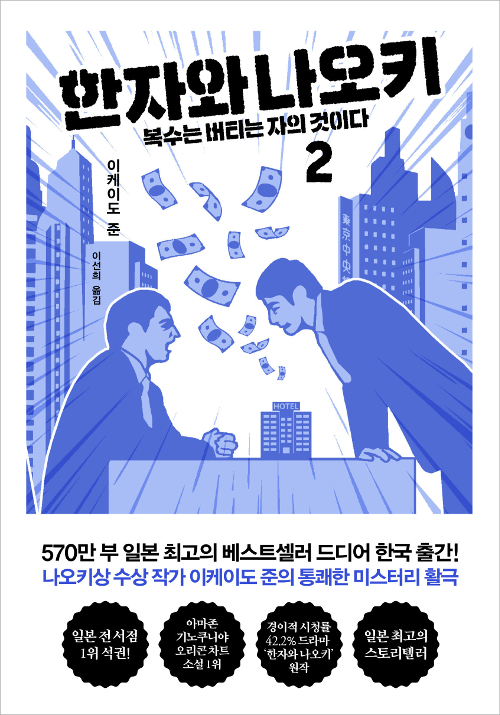 한자와 나오키
복수는 버티는 자의 것이다
2
이케이도 준
이선희 옮김
東京中央
HOTEL
570만 부 일본 최고의 베스트셀러 드디어 한국 출간!
나오키상 수상 작가 이케이도 준의 통쾌한 미스터리 활극
일본 전 서점
1위 석권!
아마존
기노쿠니야
오리콘차트
소설 1위
경이적 시청률
42.2% 드라마
‘한자와 나오키’
원작
일본 최고의
스토리텔러